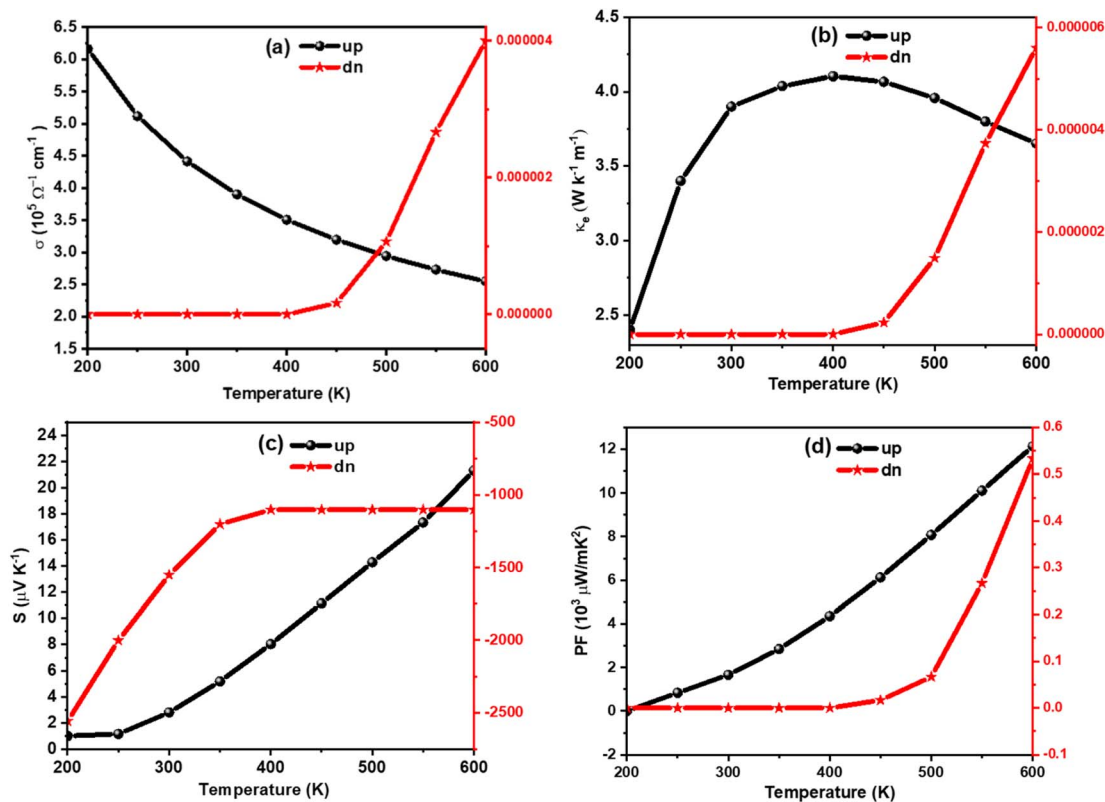 (a)
up
dn
6.5
6.0
5.5
5.0
4.5
4.0
3.5
3.0
2.5
2.0
1.5
σ (10⁵ Ω⁻¹ cm⁻¹)
0.000004
0.000002
0.000000
200 300 400 500 600
Temperature (K)
(b)
up
dn
4.5
4.0
3.5
3.0
2.5
κₑ (W k⁻¹ m⁻¹)
0.000006
0.000004
0.000002
0.000000
200 300 400 500 600
Temperature (K)
(c)
up
dn
24
22
20
18
16
14
12
10
8
6
4
2
0
S (μV K⁻¹)
-500
-1000
-1500
-2000
-2500
200 300 400 500 600
Temperature (K)
(d)
up
dn
12
10
8
6
4
2
0
-2
PF (10³ μW/mK²)
0.6
0.5
0.4
0.3
0.2
0.1
0.0
-0.1
200 300 400 500 600
Temperature (K)